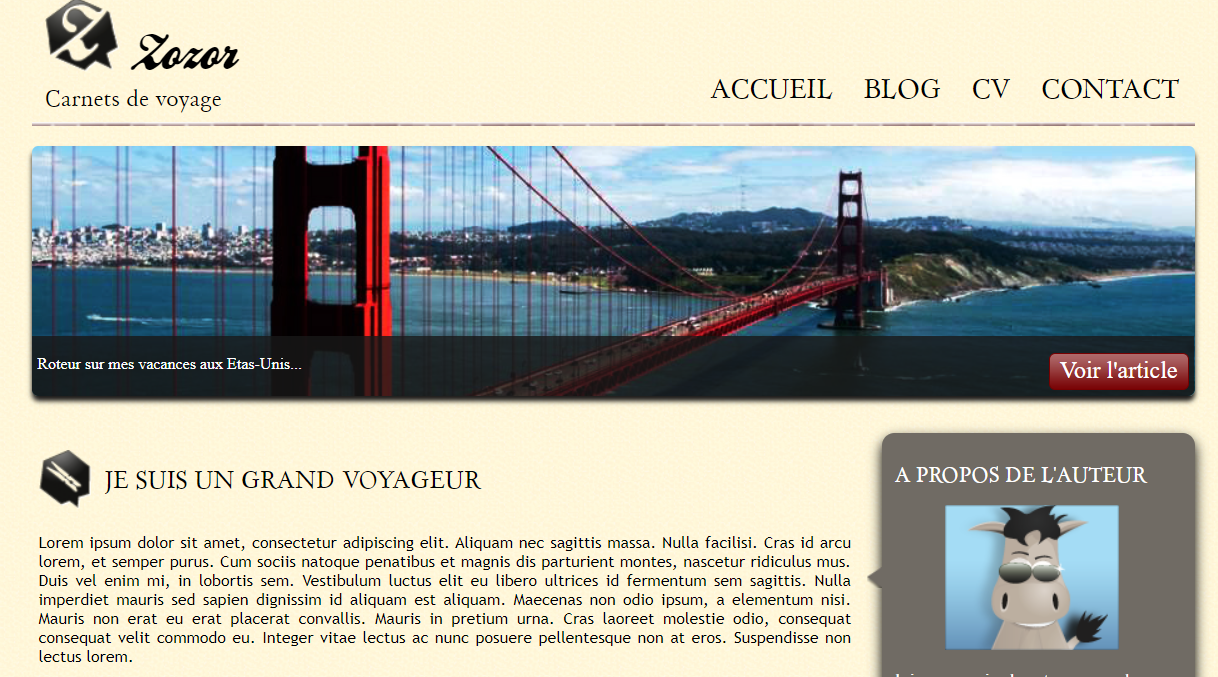 Zozor
Carnets de voyage
ACCUEIL BLOG CV CONTACT
Roteur sur mes vacances aux Etas-Unis...
Voir l'article
JE SUIS UN GRAND VOYAGEUR
Lorem ipsum dolor sit amet, consectetur adipiscing elit. Aliquam nec sagittis massa. Nulla facilisi. Cras id arcu
lorem, et semper purus. Cum sociis natoque penatibus et magnis dis parturient montes, nascetur ridiculus mus.
Duis vel enim mi, in lobortis sem. Vestibulum luctus elit eu libero ultrices id fermentum sem sagittis. Nulla
imperdiet mauris sed sapien dignissim id aliquam est aliquam. Maecenas non odio ipsum, a elementum nisi.
Mauris non erat eu erat placerat convallis. Mauris in pretium urna. Cras laoreet molestie odio, consequat
consequat velit commodo eu. Integer vitae lectus ac nunc posuere pellentesque non at eros. Suspendisse non
lectus lorem.
A PROPOS DE L'AUTEUR